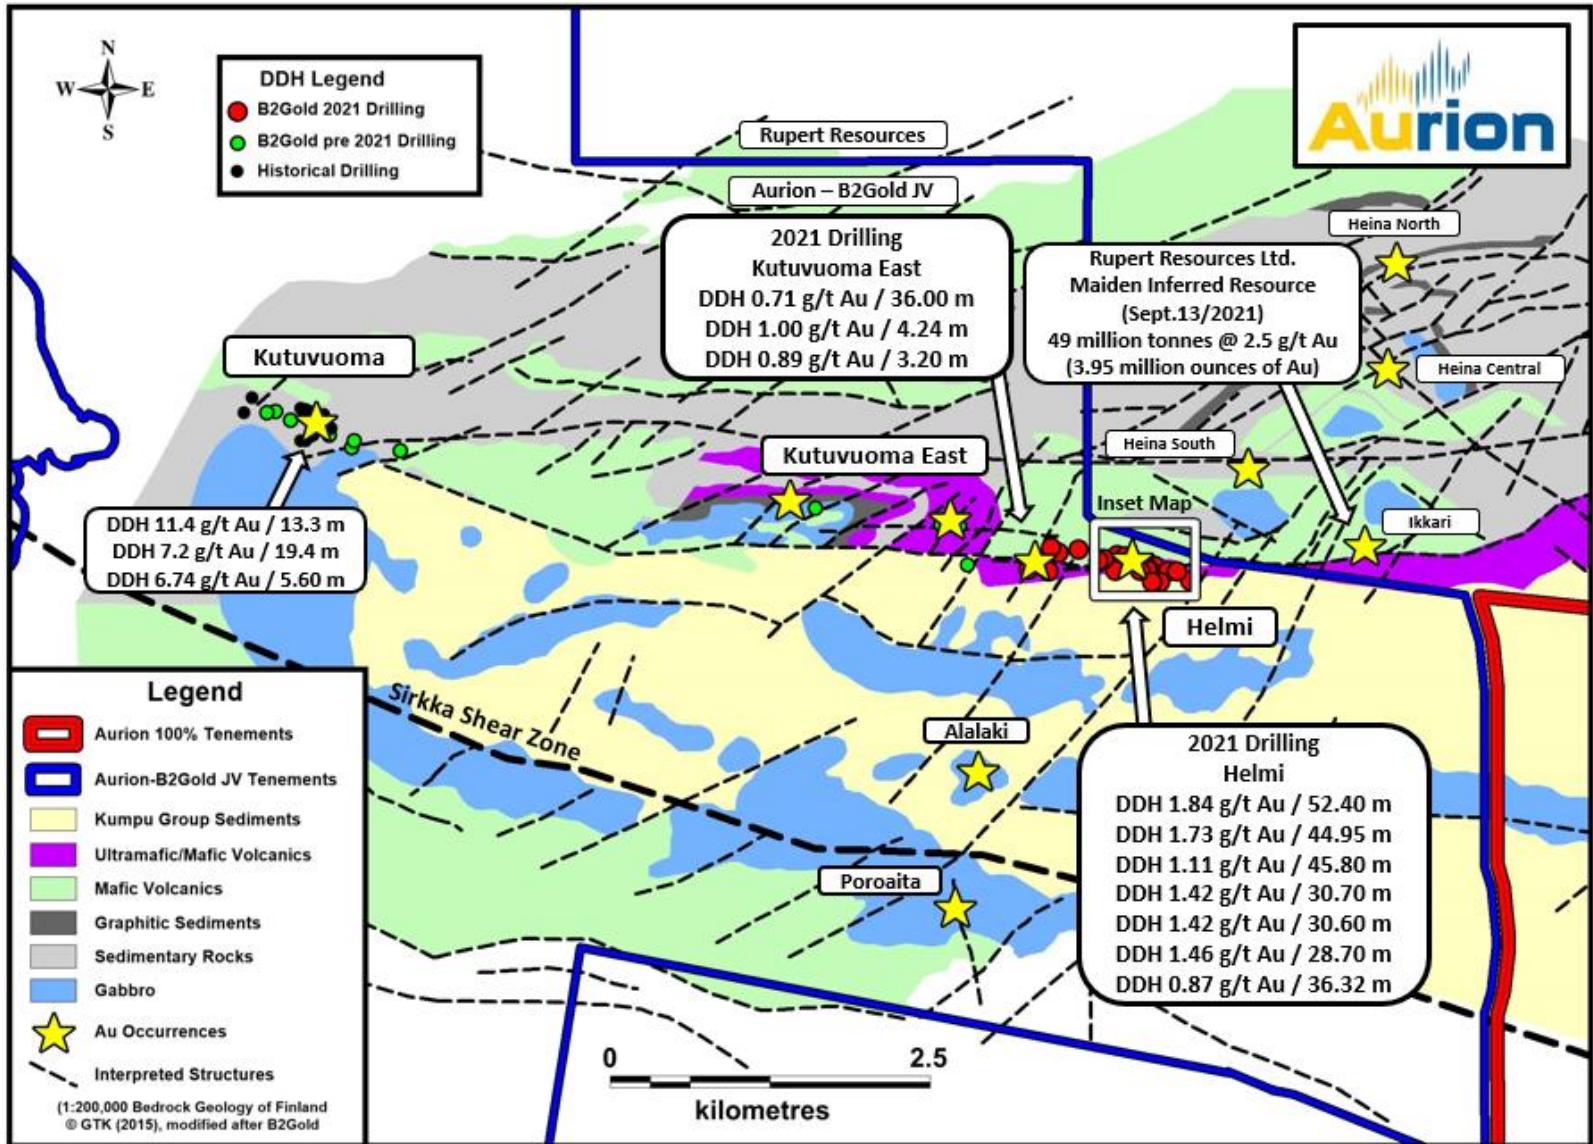 N
W E
S
DDH Legend
B2Gold 2021 Drilling
B2Gold pre 2021 Drilling
Historical Drilling
Aurion
Rupert Resources
Aurion – B2Gold JV
2021 Drilling
Kutuvuoma East
DDH 0.71 g/t Au / 36.00 m
DDH 1.00 g/t Au / 4.24 m
DDH 0.89 g/t Au / 3.20 m
Rupert Resources Ltd.
Maiden Inferred Resource
(Sept.13/2021)
49 million tonnes @ 2.5 g/t Au
(3.95 million ounces of Au)
Heina North
Heina Central
Heina South
Kutuvuoma
Kutuvuoma East
Inset Map
Ikkari
DDH 11.4 g/t Au / 13.3 m
DDH 7.2 g/t Au / 19.4 m
DDH 6.74 g/t Au / 5.60 m
Helmi
Sirkka Shear Zone
Alalaki
Poroaita
2021 Drilling
Helmi
DDH 1.84 g/t Au / 52.40 m
DDH 1.73 g/t Au / 44.95 m
DDH 1.11 g/t Au / 45.80 m
DDH 1.42 g/t Au / 30.70 m
DDH 1.42 g/t Au / 30.60 m
DDH 1.46 g/t Au / 28.70 m
DDH 0.87 g/t Au / 36.32 m
Legend
Aurion 100% Tenements
Aurion-B2Gold JV Tenements
Kumpu Group Sediments
Ultramafic/Mafic Volcanics
Mafic Volcanics
Graphitic Sediments
Sedimentary Rocks
Gabbro
Au Occurrences
Interpreted Structures
(1:200,000 Bedrock Geology of Finland
© GTK (2015), modified after B2Gold
0 2.5
kilometres